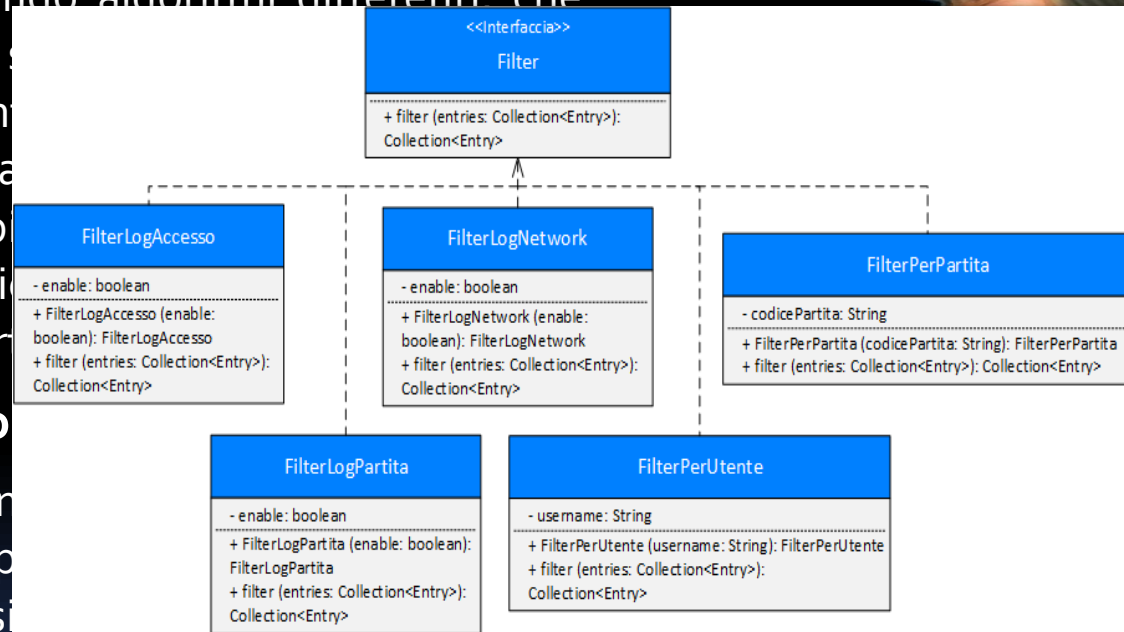 algoritmi differenti, che
<<Interfaccia>>
Filter
+ filter (entries: Collection<Entry>):
Collection<Entry>
FilterLogAccesso
- enable: boolean
+ FilterLogAccesso (enable:
boolean): FilterLogAccesso
+ filter (entries: Collection<Entry>):
Collection<Entry>
FilterLogNetwork
- enable: boolean
+ FilterLogNetwork (enable:
boolean): FilterLogNetwork
+ filter (entries: Collection<Entry>):
Collection<Entry>
FilterPerPartita
- codicePartita: String
+ FilterPerPartita (codicePartita: String): FilterPerPartita
+ filter (entries: Collection<Entry>): Collection<Entry>
FilterLogPartita
- enable: boolean
+ FilterLogPartita (enable: boolean):
FilterLogPartita
+ filter (entries: Collection<Entry>):
Collection<Entry>
FilterPerUtente
- username: String
+ FilterPerUtente (username: String): FilterPerUtente
+ filter (entries: Collection<Entry>):
Collection<Entry>